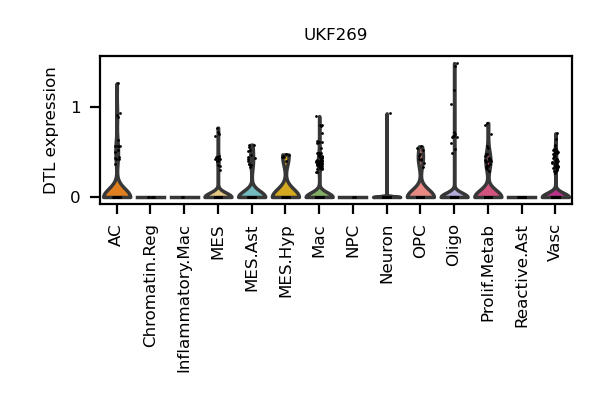 UKF269
DTL expression
1
0
AC
Chromatin.Reg
Inflammatory.Mac
MES
MES.Ast
MES.Hyp
Mac
NPC
Neuron
OPC
Oligo
Prolif.Metab
Reactive.Ast
Vasc